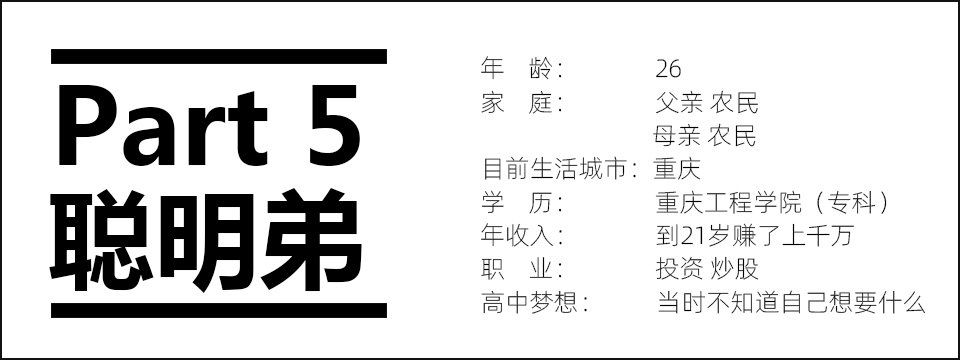 Part 5
聪明弟
年 龄： 26
家 庭： 父亲 农民
母亲 农民
目前生活城市： 重庆
学 历： 重庆工程学院（专科）
年收入： 到21岁赚了上千万
职 业： 投资 炒股
高中梦想： 当时不知道自己想要什么